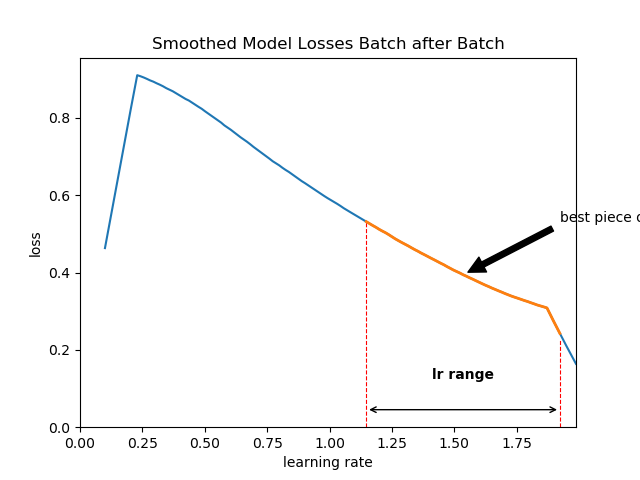 Smoothed Model Losses Batch after Batch
0.8
0.6
0.4
0.2
0.0
loss
best piece
lr range
0.00 0.25 0.50 0.75 1.00 1.25 1.50 1.75
learning rate